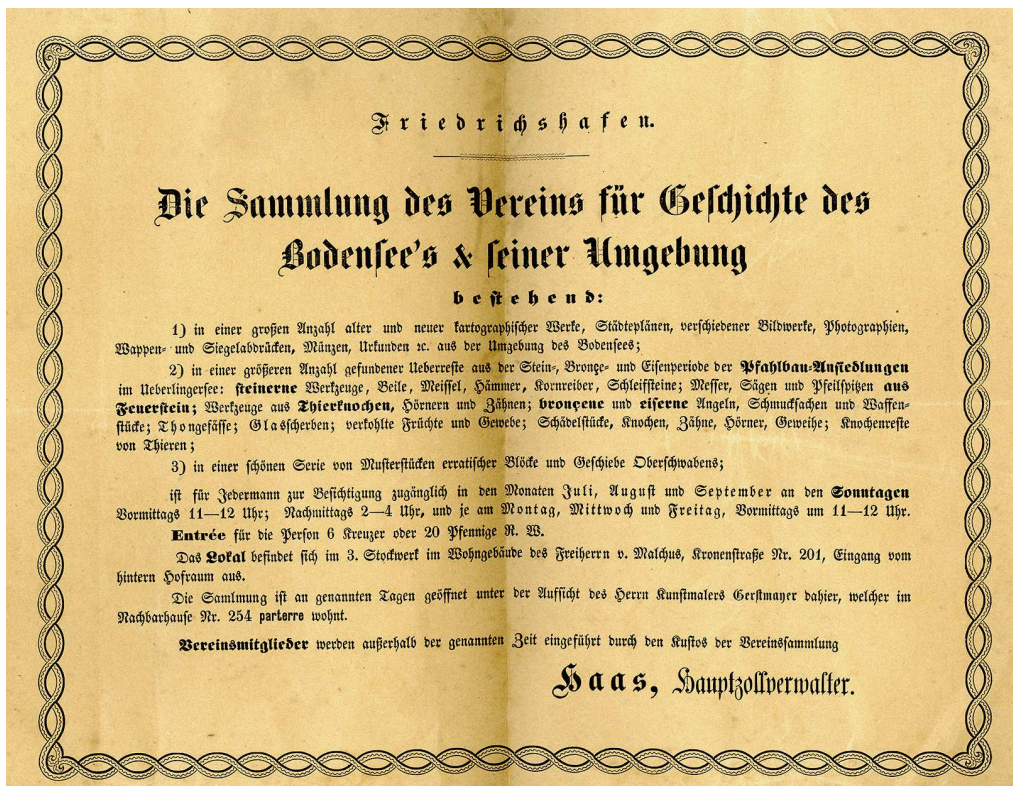 Friedrichshafen.
Die Sammlung des Vereins für Geschichte des
Bodensee's & seiner Umgebung
bestehend:
1) in einer großen Anzahl alter und neuer kartographischer Werke, Städteplänen, verschiedener Bildwerke, Photographien,
Wappen- und Siegelabdrücken, Münzen, Urkunden ꝛc. aus der Umgebung des Bodensees;
2) in einer größeren Anzahl gefundener Ueberreste aus der Stein-, Bronçe- und Eisenperiode der Pfahlbau-Ansiedlungen
im Ueberlingersee: steinerne Werkzeuge, Beile, Meissel, Hämmer, Kornreiber, Schleifsteine; Messer, Sägen und Pfeilspitzen aus
Feuerstein; Werkzeuge aus Thierknochen, Hörnern und Zähnen; bronçene und eiserne Angeln, Schmucksachen und Waffen-
stücke; Thongefässe; Glasscherben; verkohlte Früchte und Gewebe; Schädelstücke, Knochen, Zähne, Hörner, Geweihe; Knochenreste
von Thieren;
3) in einer schönen Serie von Musterstücken erratischer Blöcke und Geschiebe Oberschwabens;
ist für Jedermann zur Besichtigung zugänglich in den Monaten Juli, August und September an den Sonntagen
Vormittags 11—12 Uhr; Nachmittags 2—4 Uhr, und je am Montag, Mittwoch und Freitag, Vormittags um 11—12 Uhr.
Entrée für die Person 6 Kreuzer oder 20 Pfennige R. W.
Das Lokal befindet sich im 3. Stockwerk im Wohngebäude des Freiherrn v. Malchus, Kronenstraße Nr. 201, Eingang vom
hintern Hofraum aus.
Die Samlmung ist an genannten Tagen geöffnet unter der Aufsicht des Herrn Kunstmalers Gerstmayer dahier, welcher im
Nachbarhause Nr. 254 parterre wohnt.
Vereinsmitglieder werden außerhalb der genannten Zeit eingeführt durch den Kustos der Vereinssammlung
Haas, Hauptzollverwalter.